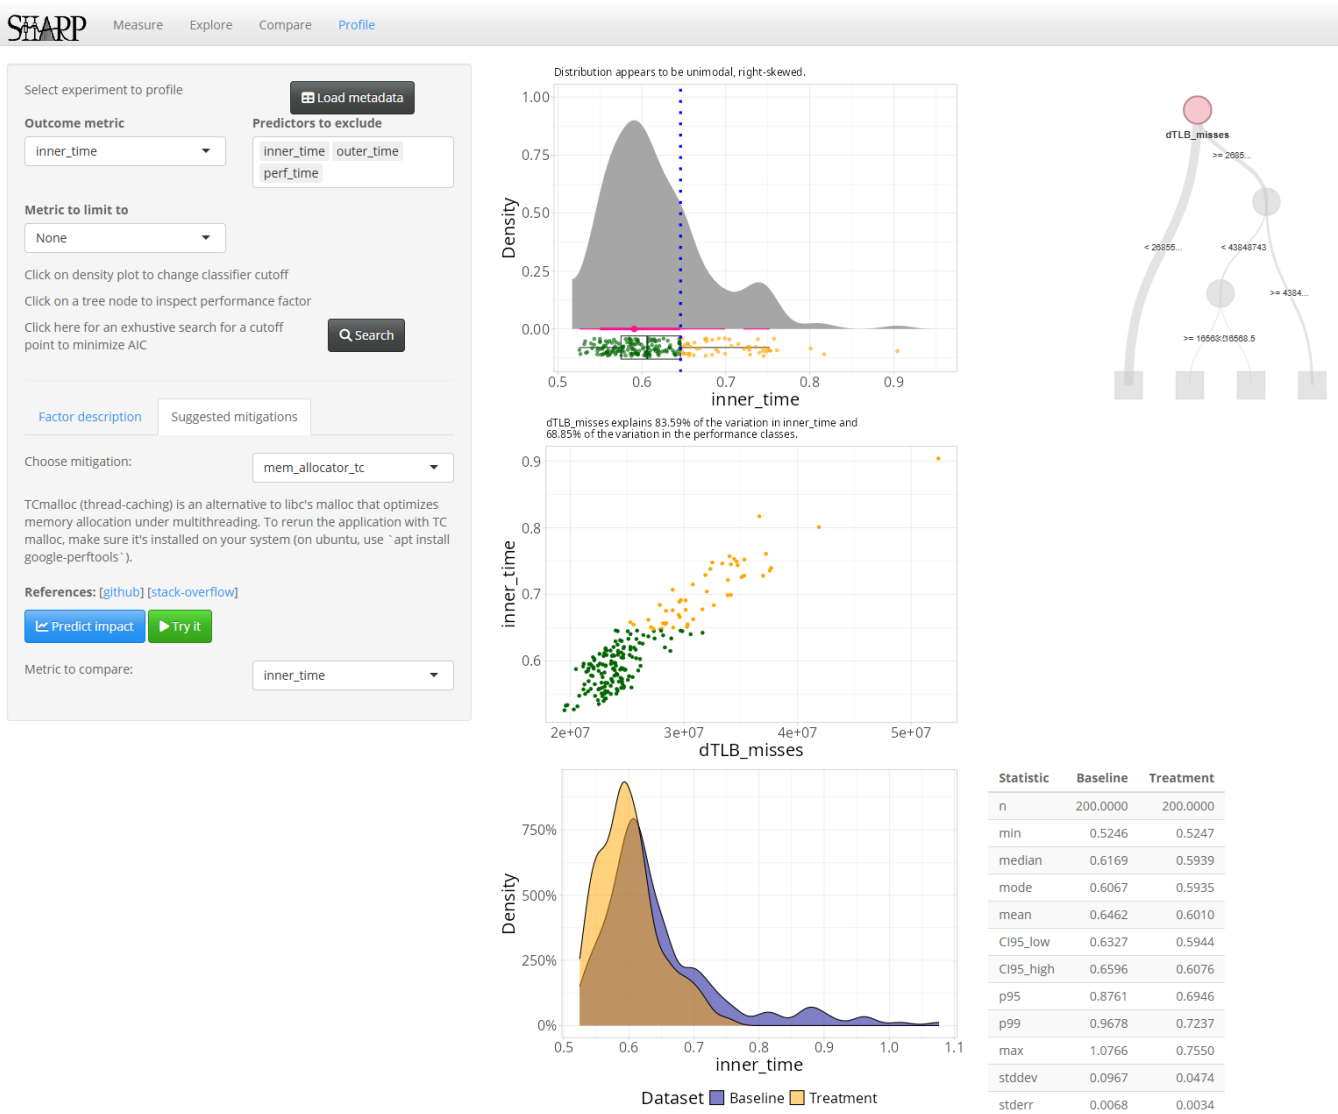 SHARP
Measure
Explore
Compare
Profile
Select experiment to profile
Load metadata
Outcome metric
Predictors to exclude
inner_time
inner_time outer_time
perf_time
Metric to limit to
None
Click on density plot to change classifier cutoff
Click on a tree node to inspect performance factor
Click here for an exhustive search for a cutoff
point to minimize AIC
Search
Factor description
Suggested mitigations
Choose mitigation:
mem_allocator_tc
TCmalloc (thread-caching) is an alternative to libc's malloc that optimizes
memory allocation under multithreading. To rerun the application with TC
malloc, make sure it's installed on your system (on ubuntu, use `apt install
google-perftools`).
References: [github] [stack-overflow]
Predict impact
Try it
Metric to compare:
inner_time
Distribution appears to be unimodal, right-skewed.
1.00
0.75
0.50
0.25
0.00
Density
0.5 0.6 0.7 0.8 0.9
inner_time
dTLB_misses explains 83.59% of the variation in inner_time and
68.85% of the variation in the performance classes.
0.9
0.8
0.7
0.6
inner_time
2e+07 3e+07 4e+07 5e+07
dTLB_misses
750%
500%
250%
0%
Density
0.5 0.6 0.7 0.8 0.9 1.0 1.1
inner_time
Dataset Baseline Treatment
dTLB_misses
>= 2685...
< 26855...
< 43848743
>= 4384...
Statistic Baseline Treatment
n 200.0000 200.0000
min 0.5246 0.5247
median 0.6169 0.5939
mode 0.6067 0.5935
mean 0.6462 0.6010
CI95_low 0.6327 0.5944
CI95_high 0.6596 0.6076
p95 0.8761 0.6946
p99 0.9678 0.7237
max 1.0766 0.7550
stddev 0.0967 0.0474
stderr 0.0068 0.0034